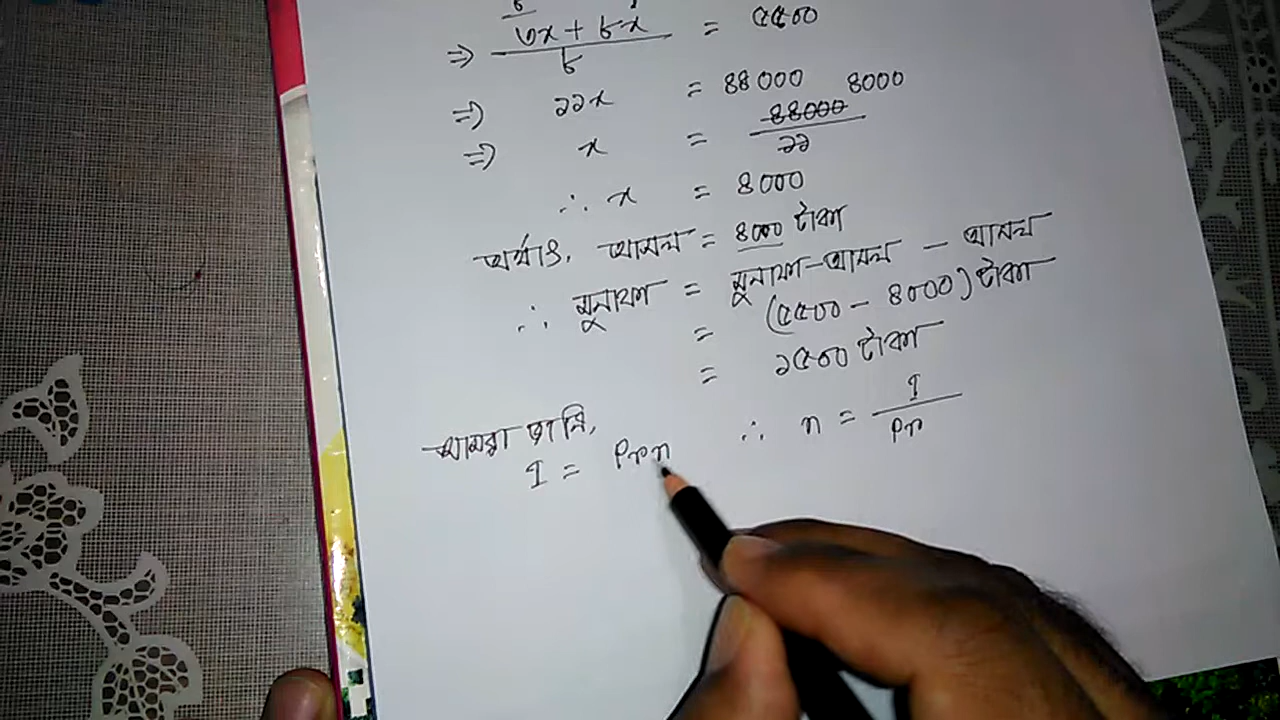 ৮
⇒ (৩x + ৮x)/৮ = ৫৫০০
⇒ ১১x = ৪৪০০০ ৪০০০
⇒ x = ৪৪০০০/১১
∴ x = ৪০০০
অর্থাৎ, আসল = ৪০০০ টাকা
∴ মুনাফা = মুনাফা-আসল − আসল
= (৫৫০০ − ৪০০০) টাকা
= ১৫০০ টাকা
আমরা জানি,
I = Prn ∴ n = I/Pr